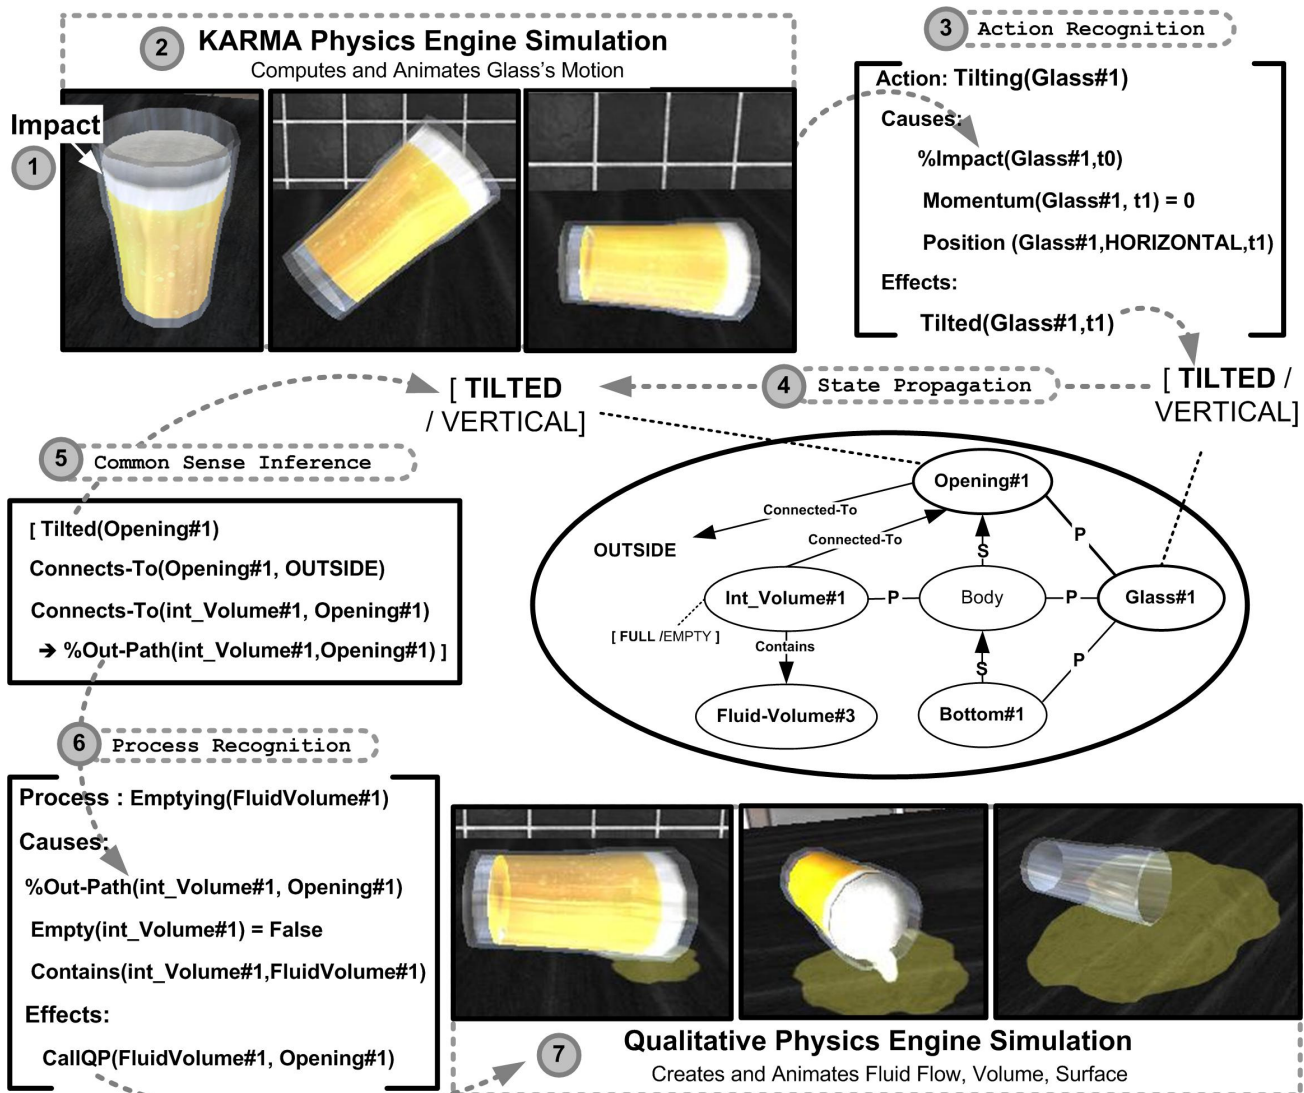 2 KARMA Physics Engine Simulation
Computes and Animates Glass's Motion
Impact
1
3 Action Recognition
Action: Tilting(Glass#1)
Causes:
%Impact(Glass#1,t0)
Momentum(Glass#1, t1) = 0
Position (Glass#1,HORIZONTAL,t1)
Effects:
Tilted(Glass#1,t1)
[ TILTED /
VERTICAL]
4 State Propagation
[ TILTED
/ VERTICAL]
5 Common Sense Inference
[ Tilted(Opening#1)
Connects-To(Opening#1, OUTSIDE)
Connects-To(int_Volume#1, Opening#1)
➔ %Out-Path(int_Volume#1,Opening#1) ]
Opening#1
Connected-To
Connected-To
OUTSIDE
S
P
Int_Volume#1
P
Body
P
Glass#1
[ FULL /EMPTY ]
Contains
S
P
Fluid-Volume#3
Bottom#1
6 Process Recognition
Process : Emptying(FluidVolume#1)
Causes:
%Out-Path(int_Volume#1, Opening#1)
Empty(int_Volume#1) = False
Contains(int_Volume#1,FluidVolume#1)
Effects:
CallQP(FluidVolume#1, Opening#1)
7 Qualitative Physics Engine Simulation
Creates and Animates Fluid Flow, Volume, Surface